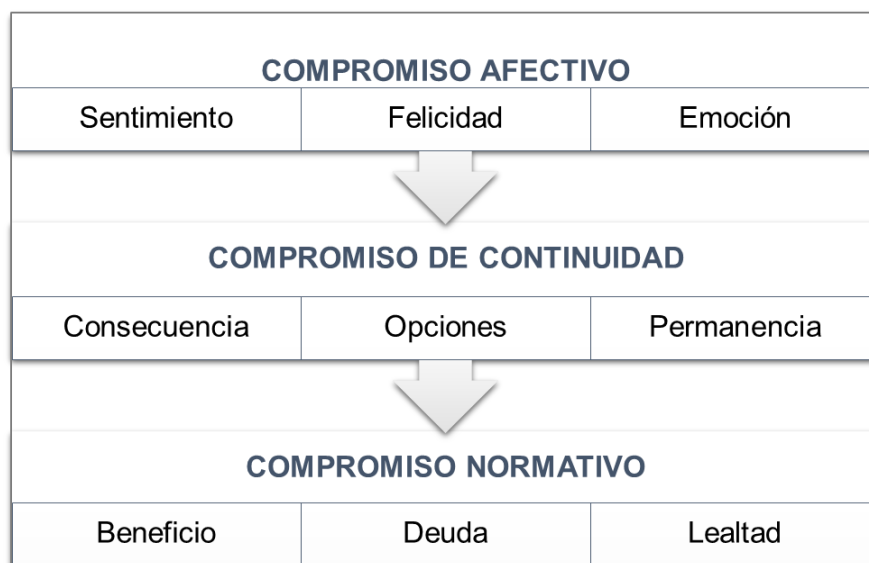 COMPROMISO AFECTIVO
Sentimiento Felicidad Emoción
COMPROMISO DE CONTINUIDAD
Consecuencia Opciones Permanencia
COMPROMISO NORMATIVO
Beneficio Deuda Lealtad